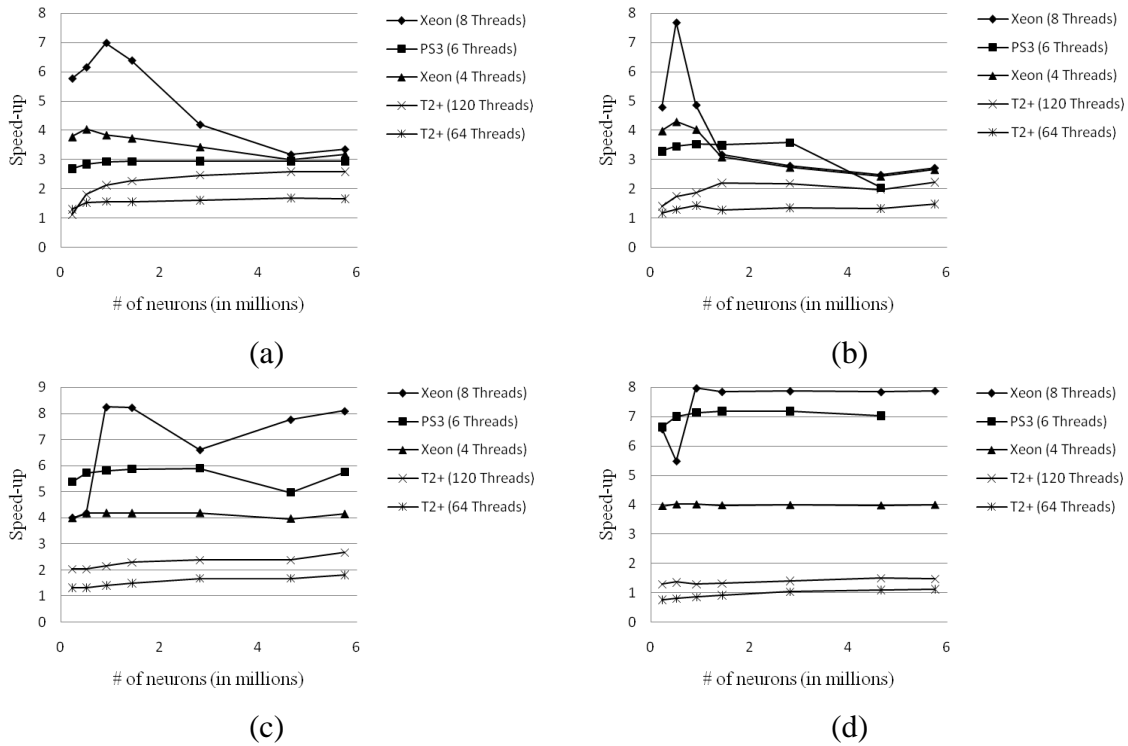 8
7
6
5
4
3
2
1
0
Speed-up
0 2 4 6
# of neurons (in millions)
Xeon (8 Threads)
PS3 (6 Threads)
Xeon (4 Threads)
T2+ (120 Threads)
T2+ (64 Threads)
(a)
8
7
6
5
4
3
2
1
0
Speed-up
0 2 4 6
# of neurons (in millions)
Xeon (8 Threads)
PS3 (6 Threads)
Xeon (4 Threads)
T2+ (120 Threads)
T2+ (64 Threads)
(b)
9
8
7
6
5
4
3
2
1
0
Speed-up
0 2 4 6
# of neurons (in millions)
Xeon (8 Threads)
PS3 (6 Threads)
Xeon (4 Threads)
T2+ (120 Threads)
T2+ (64 Threads)
(c)
8
7
6
5
4
3
2
1
0
Speed-up
0 2 4 6
# of neurons (in millions)
Xeon (8 Threads)
PS3 (6 Threads)
Xeon (4 Threads)
T2+ (120 Threads)
T2+ (64 Threads)
(d)